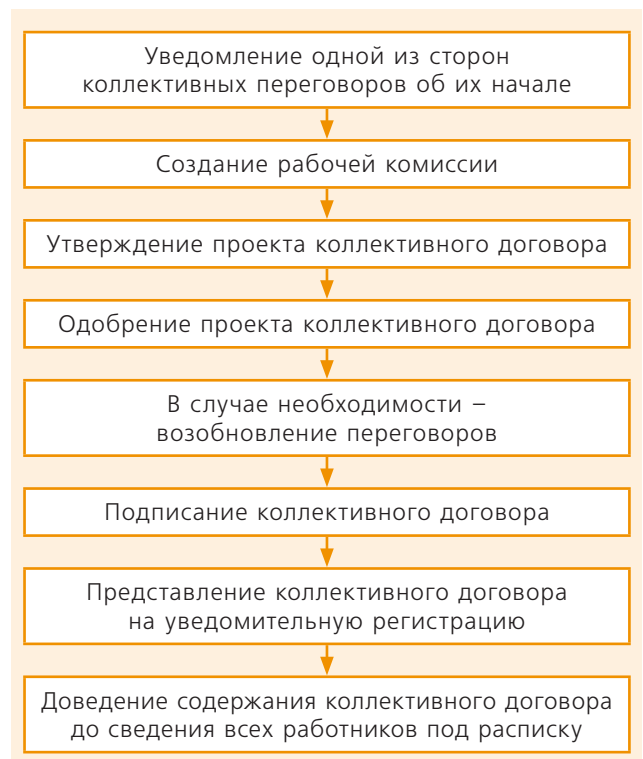 Уведомление одной из сторон
коллективных переговоров об их начале
Создание рабочей комиссии
Утверждение проекта коллективного договора
Одобрение проекта коллективного договора
В случае необходимости –
возобновление переговоров
Подписание коллективного договора
Представление коллективного договора
на уведомительную регистрацию
Доведение содержания коллективного договора
до сведения всех работников под расписку